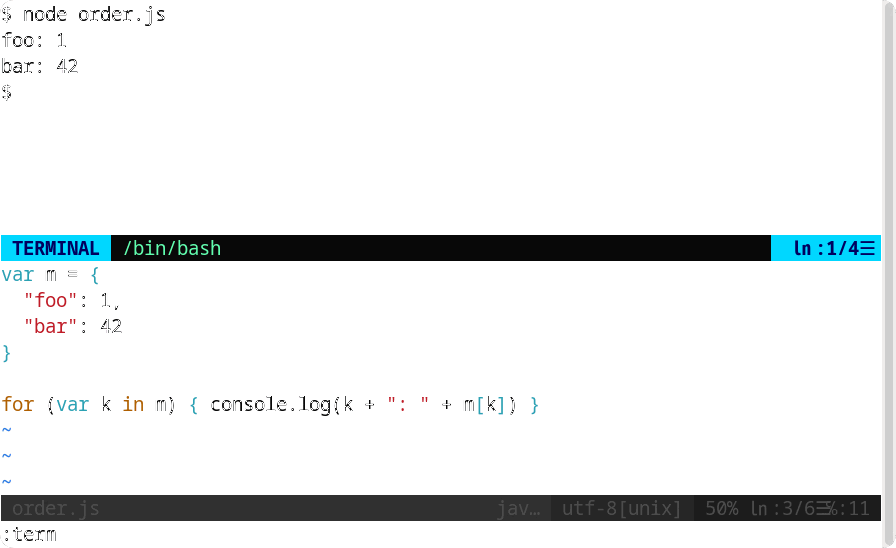 $ node order.js
foo: 1
bar: 42
$
TERMINAL /bin/bash ln :1/4☰
var m = {
  "foo": 1,
  "bar": 42
}
for (var k in m) { console.log(k + ": " + m[k]) }
~
~
~
order.js jav… utf-8[unix] 50% ln :3/6☰%:11
:term